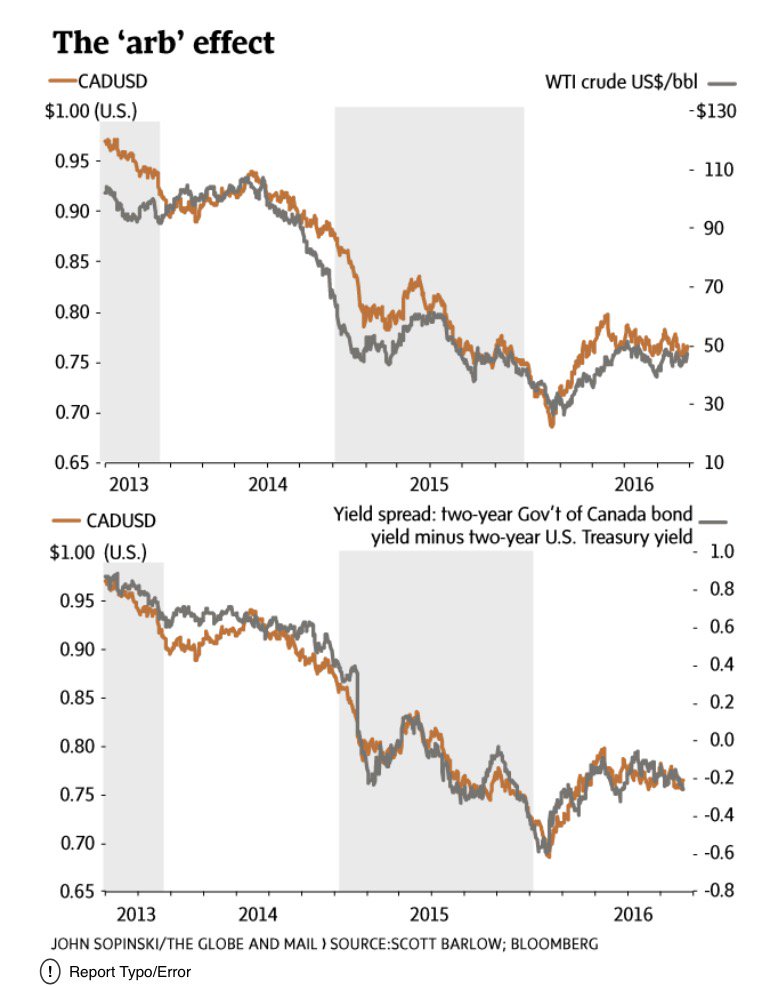 The ‘arb’ effect
CADUSD
WTI crude US$/bbl
$1.00 (U.S.)
-$130
0.95
- 110
0.90
- 90
0.85
- 70
0.80
- 50
0.75
- 30
0.70
0.65
- 10
2013 2014 2015 2016
CADUSD
Yield spread: two-year Gov’t of Canada bond
yield minus two-year U.S. Treasury yield
$1.00 (U.S.)
- 1.0
0.95
- 0.8
0.90
- 0.6
0.85
- 0.4
- 0.2
0.80
- 0.0
0.75
- -0.2
- -0.4
0.70
- -0.6
0.65
- -0.8
2013 2014 2015 2016
JOHN SOPINSKI/THE GLOBE AND MAIL ) SOURCE:SCOTT BARLOW; BLOOMBERG
! Report Typo/Error